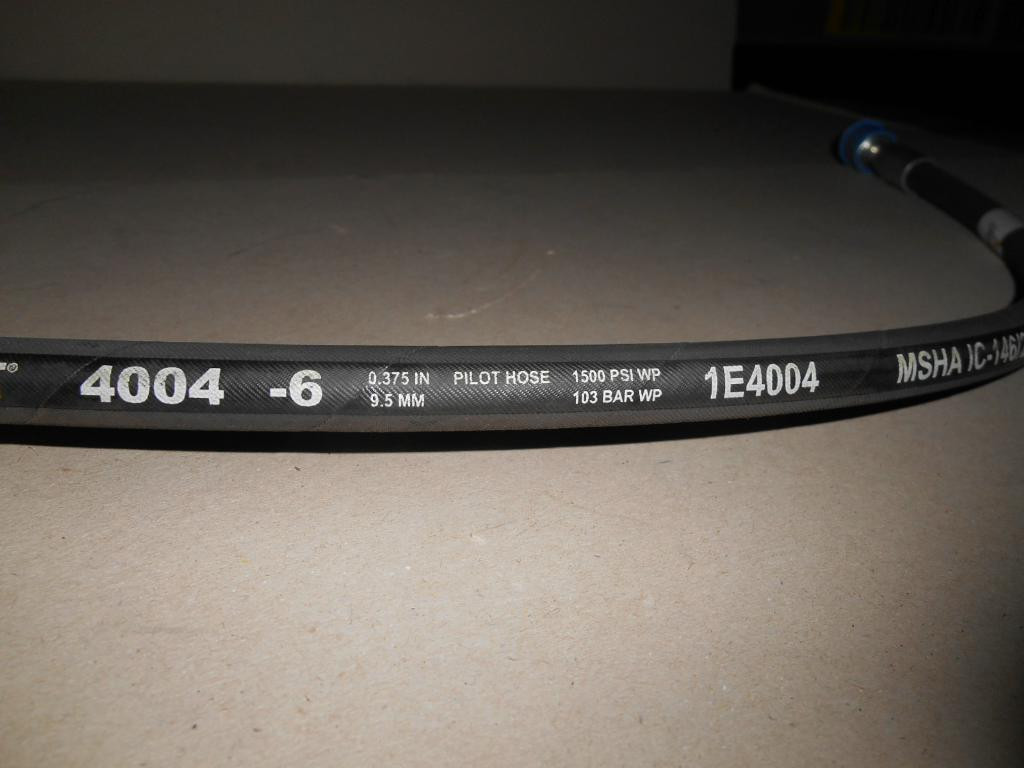 4004 -6
0.375 IN
9.5 MM
PILOT HOSE
1500 PSI WP
103 BAR WP
1E4004
MSHA IC-146/